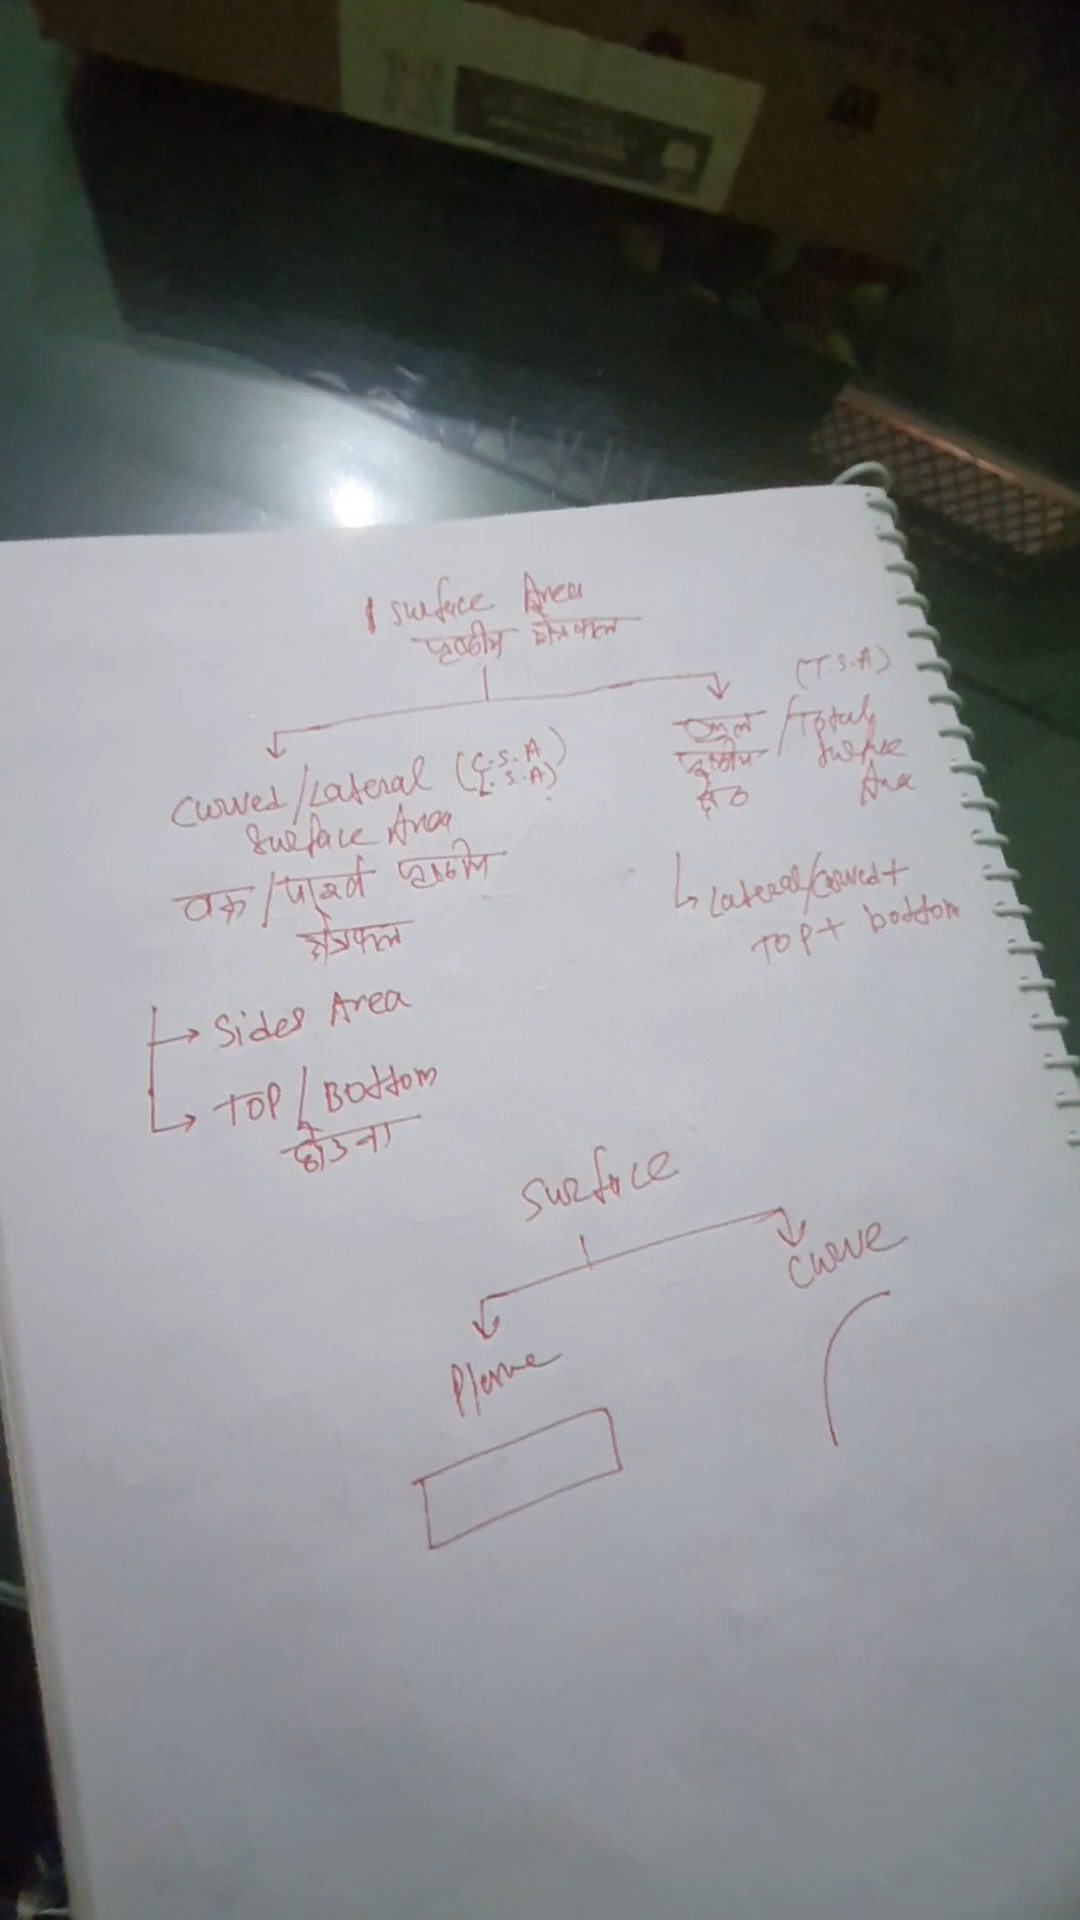 Surface Area
पृष्ठीय क्षेत्रफल
Curved/Lateral (C.S.A
L.S.A)
Surface Area
वक्र/पार्श्व पृष्ठीय
क्षेत्रफल
→ Sides Area
→ TOP/Bottom
छोडना
(T.S.A)
कुल / Total
पृष्ठीय Surface
क्षे० Area
↳ Lateral/Curved+
TOP+ bottom
Surface
Plane
Curve